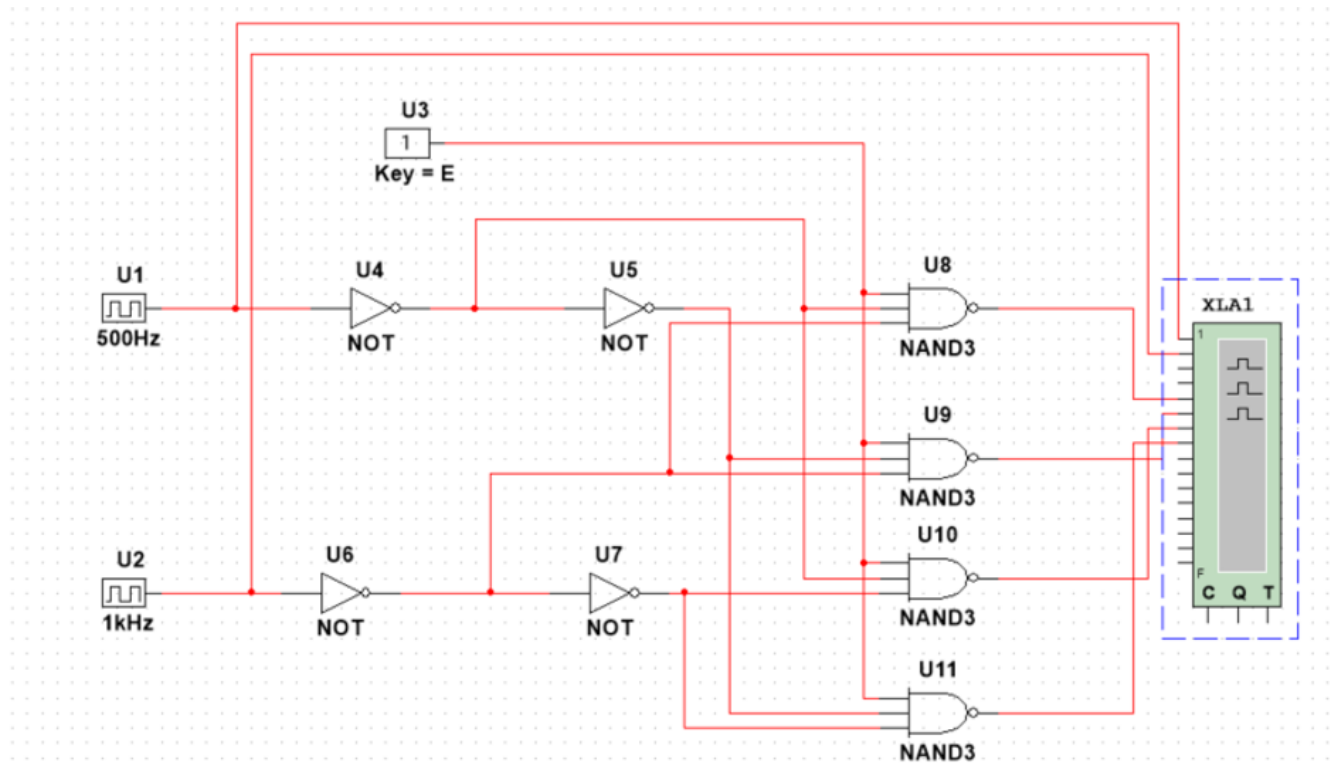 U3
1
Key = E
U1
500Hz
U4
NOT
U5
NOT
U8
NAND3
XLA1
1
F
C Q T
U9
NAND3
U2
1kHz
U6
NOT
U7
NOT
U10
NAND3
U11
NAND3